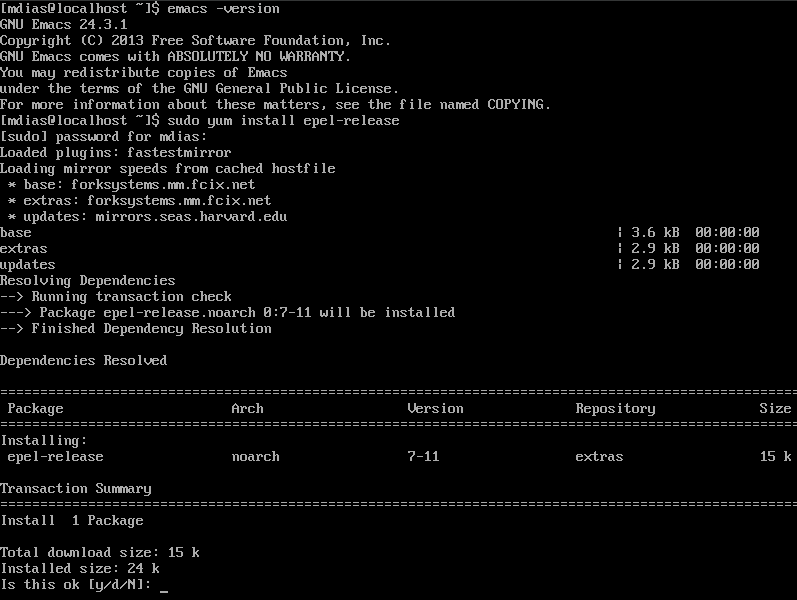 [mdias@localhost ~]$ emacs -version
GNU Emacs 24.3.1
Copyright (C) 2013 Free Software Foundation, Inc.
GNU Emacs comes with ABSOLUTELY NO WARRANTY.
You may redistribute copies of Emacs
under the terms of the GNU General Public License.
For more information about these matters, see the file named COPYING.
[mdias@localhost ~]$ sudo yum install epel-release
[sudo] password for mdias:
Loaded plugins: fastestmirror
Loading mirror speeds from cached hostfile
 * base: forksystems.mm.fcix.net
 * extras: forksystems.mm.fcix.net
 * updates: mirrors.seas.harvard.edu
base | 3.6 kB 00:00:00
extras | 2.9 kB 00:00:00
updates | 2.9 kB 00:00:00
Resolving Dependencies
--> Running transaction check
---> Package epel-release.noarch 0:7-11 will be installed
--> Finished Dependency Resolution

Dependencies Resolved

================================================================================
 Package Arch Version Repository Size
================================================================================
Installing:
 epel-release noarch 7-11 extras 15 k

Transaction Summary
================================================================================
Install  1 Package

Total download size: 15 k
Installed size: 24 k
Is this ok [y/d/N]: _